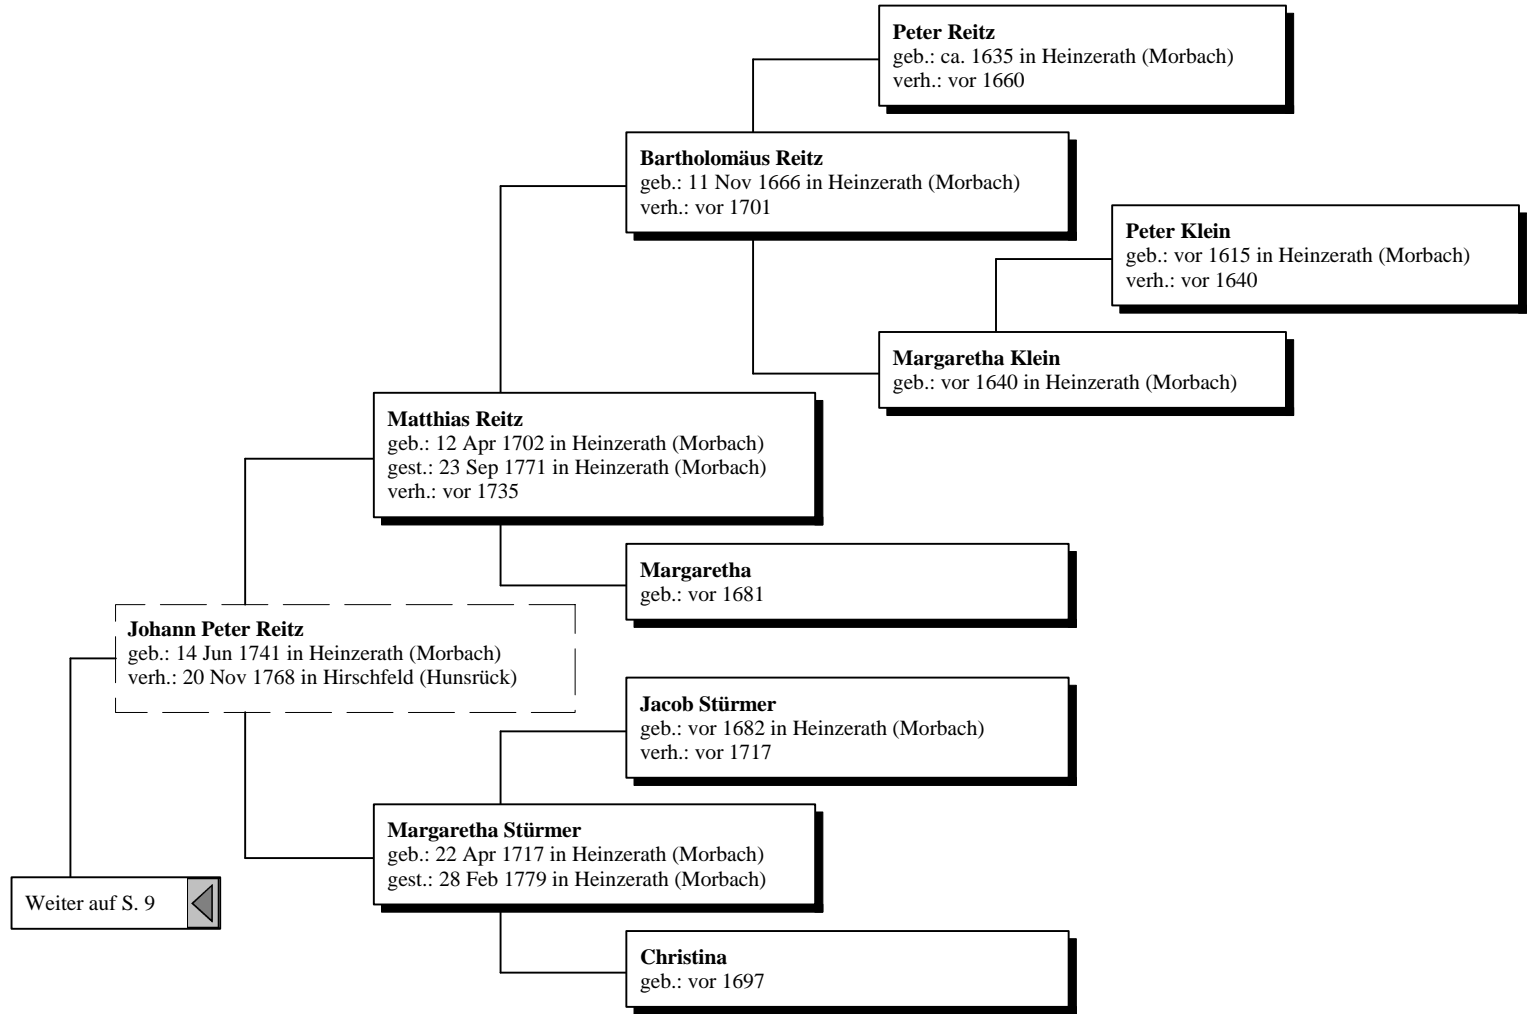 Peter Reitz
geb.: ca. 1635 in Heinzerath (Morbach)
verh.: vor 1660
Bartholomäus Reitz
geb.: 11 Nov 1666 in Heinzerath (Morbach)
verh.: vor 1701
Peter Klein
geb.: vor 1615 in Heinzerath (Morbach)
verh.: vor 1640
Margaretha Klein
geb.: vor 1640 in Heinzerath (Morbach)
Matthias Reitz
geb.: 12 Apr 1702 in Heinzerath (Morbach)
gest.: 23 Sep 1771 in Heinzerath (Morbach)
verh.: vor 1735
Margaretha
geb.: vor 1681
Johann Peter Reitz
geb.: 14 Jun 1741 in Heinzerath (Morbach)
verh.: 20 Nov 1768 in Hirschfeld (Hunsrück)
Jacob Stürmer
geb.: vor 1682 in Heinzerath (Morbach)
verh.: vor 1717
Margaretha Stürmer
geb.: 22 Apr 1717 in Heinzerath (Morbach)
gest.: 28 Feb 1779 in Heinzerath (Morbach)
Weiter auf S. 9
Christina
geb.: vor 1697